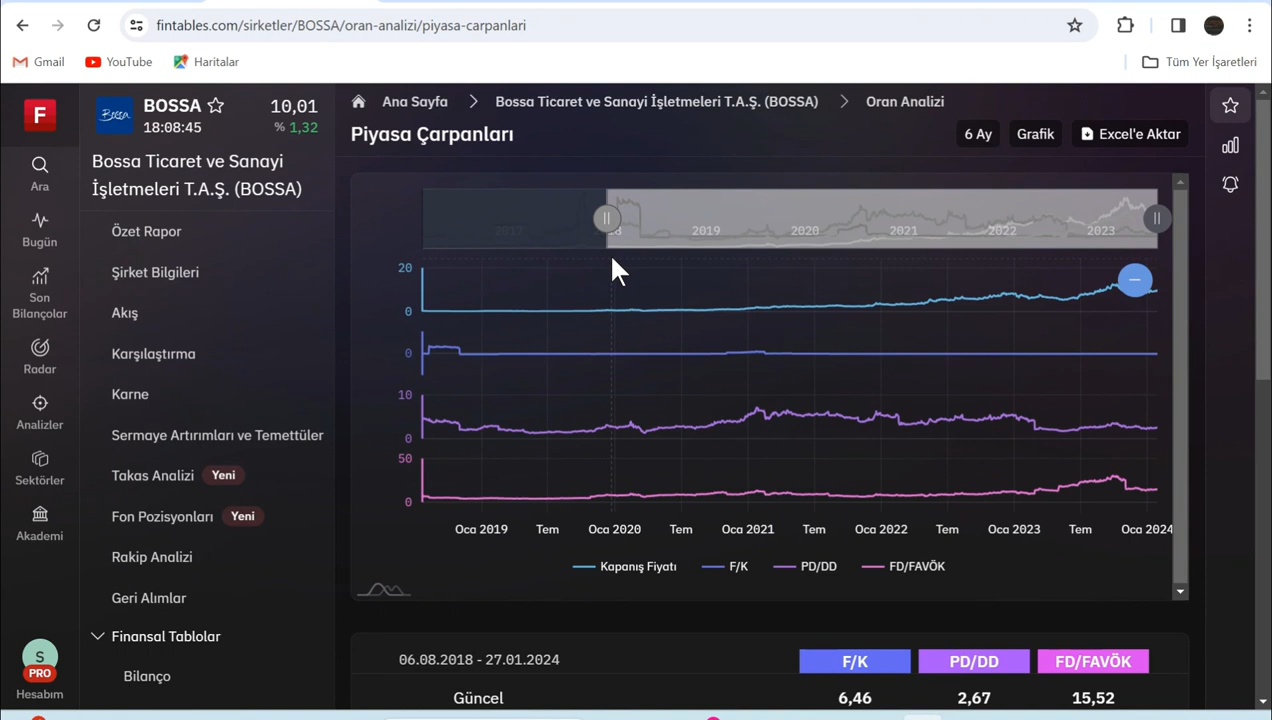 fintables.com/sirketler/BOSSA/oran-analizi/piyasa-carpanlari
Gmail
YouTube
Haritalar
Tüm Yer İşaretleri
F
Bossa
BOSSA
10,01
18:08:45
% 1,32
Bossa Ticaret ve Sanayi
İşletmeleri T.A.Ş. (BOSSA)
Ara
Bugün
Son
Bilançolar
Radar
Analizler
Sektörler
Akademi
S
PRO
Hesabım
Özet Rapor
Şirket Bilgileri
Akış
Karşılaştırma
Karne
Sermaye Artırımları ve Temettüler
Takas Analizi Yeni
Fon Pozisyonları Yeni
Rakip Analizi
Geri Alımlar
Finansal Tablolar
Bilanço
Ana Sayfa
Bossa Ticaret ve Sanayi İşletmeleri T.A.Ş. (BOSSA)
Oran Analizi
Piyasa Çarpanları
6 Ay
Grafik
Excel'e Aktar
2017 18 2019 2020 2021 2022 2023
20
0
0
10
0
50
0
Oca 2019 Tem Oca 2020 Tem Oca 2021 Tem Oca 2022 Tem Oca 2023 Tem Oca 2024
Kapanış Fiyatı F/K PD/DD FD/FAVÖK
06.08.2018 - 27.01.2024 F/K PD/DD FD/FAVÖK
Güncel 6,46 2,67 15,52